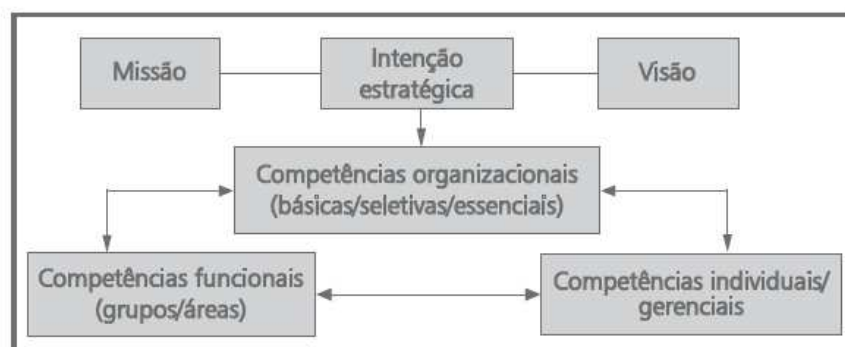 Missão
Intenção
estratégica
Visão
Competências organizacionais
(básicas/seletivas/essenciais)
Competências funcionais
(grupos/áreas)
Competências individuais/
gerenciais